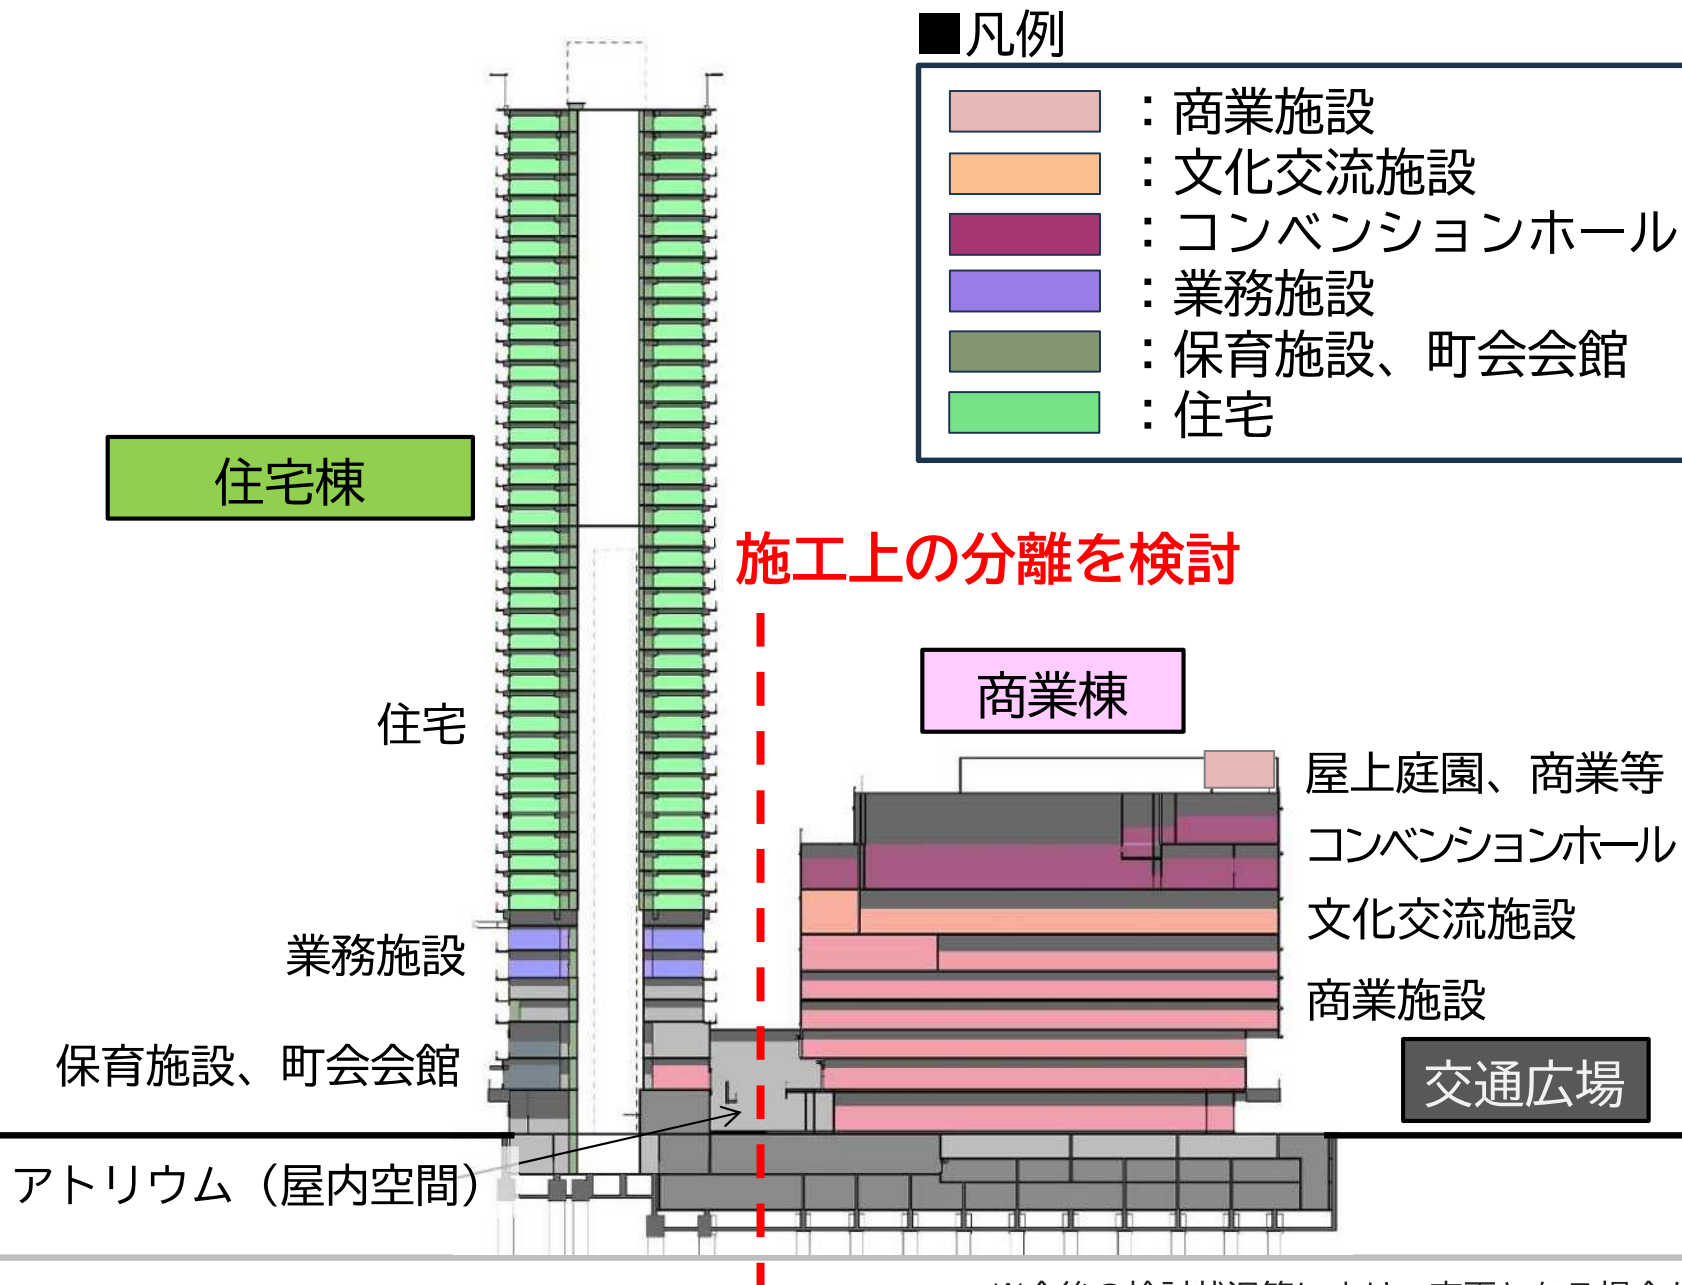 ■凡例
：商業施設
：文化交流施設
：コンベンションホール
：業務施設
：保育施設、町会会館
：住宅
住宅棟
施工上の分離を検討
商業棟
住宅
屋上庭園、商業等
コンベンションホール
文化交流施設
業務施設
商業施設
保育施設、町会会館
交通広場
アトリウム（屋内空間）